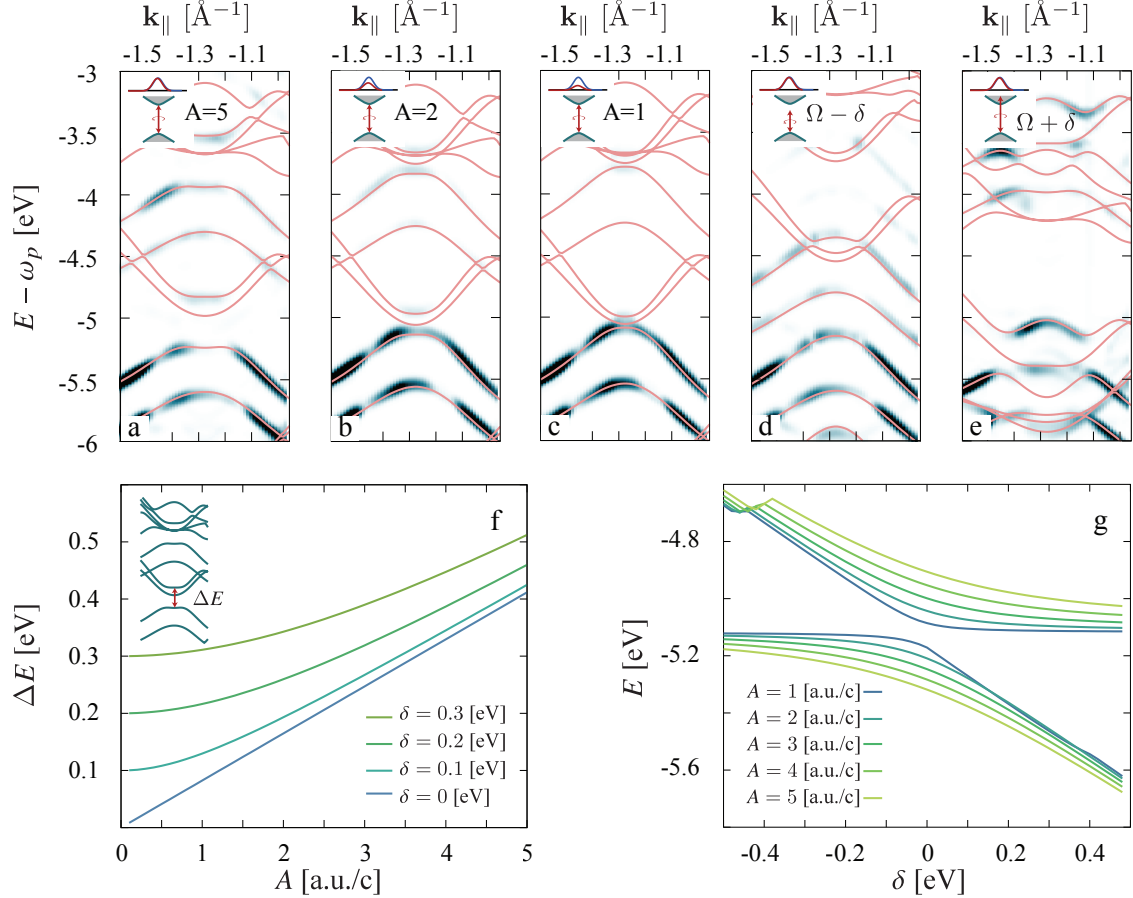 k∥ [Å⁻¹] k∥ [Å⁻¹] k∥ [Å⁻¹] k∥ [Å⁻¹] k∥ [Å⁻¹]
-1.5 -1.3 -1.1 -1.5 -1.3 -1.1 -1.5 -1.3 -1.1 -1.5 -1.3 -1.1 -1.5 -1.3 -1.1
-3
A=5 A=2 A=1 Ω − δ Ω + δ
-3.5
-4
E − ωp [eV]
-4.5
-5
-5.5
-6
a b c d e
f
0.5
0.4
0.3
0.2
0.1
ΔE [eV]
ΔE
δ = 0.3 [eV]
δ = 0.2 [eV]
δ = 0.1 [eV]
δ = 0 [eV]
0 1 2 3 4 5
A [a.u./c]
g
-4.8
-5.2
-5.6
E [eV]
A = 1 [a.u./c]
A = 2 [a.u./c]
A = 3 [a.u./c]
A = 4 [a.u./c]
A = 5 [a.u./c]
-0.4 -0.2 0 0.2 0.4
δ [eV]